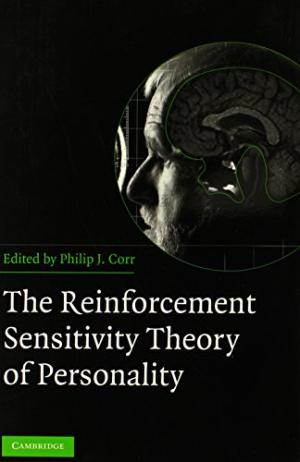 Edited by Philip J. Corr
The Reinforcement
Sensitivity Theory
of Personality
CAMBRIDGE